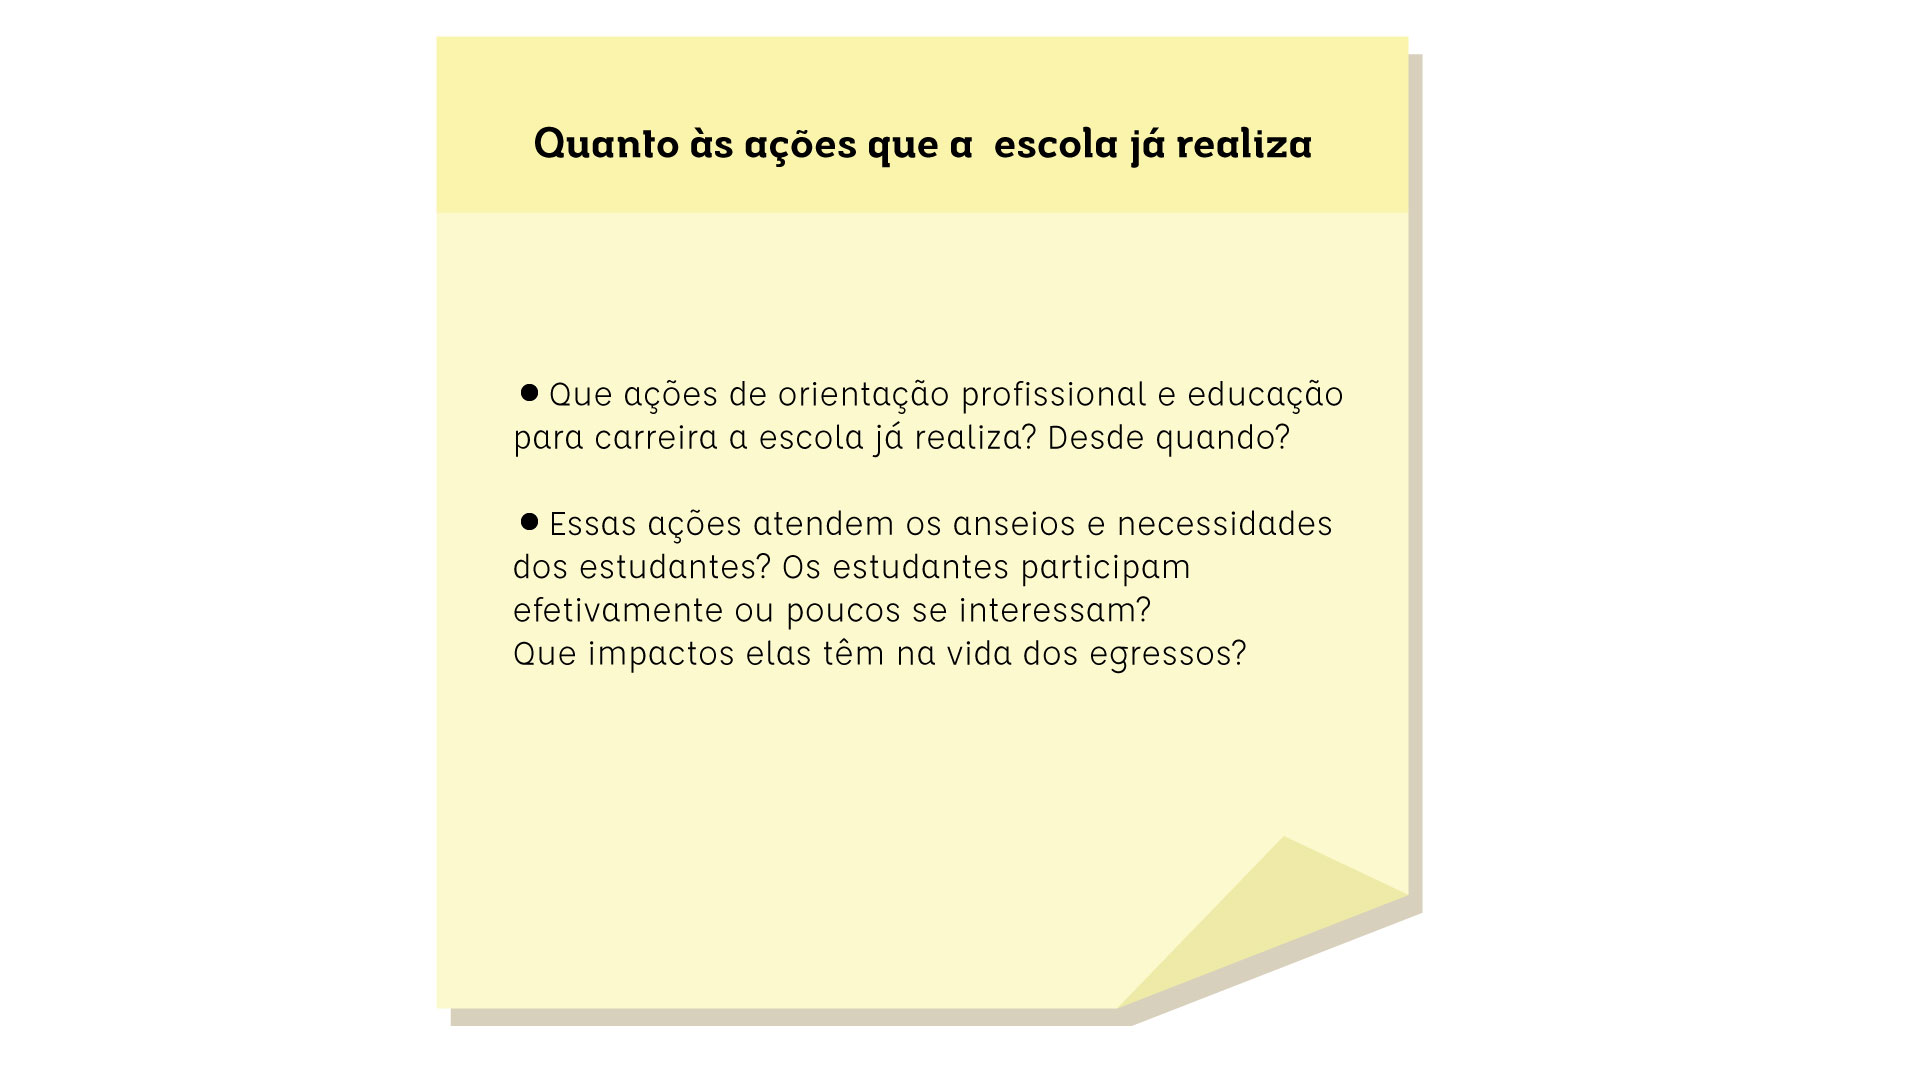 Quanto às ações que a escola já realiza
● Que ações de orientação profissional e educação
para carreira a escola já realiza? Desde quando?
● Essas ações atendem os anseios e necessidades
dos estudantes? Os estudantes participam
efetivamente ou poucos se interessam?
Que impactos elas têm na vida dos egressos?